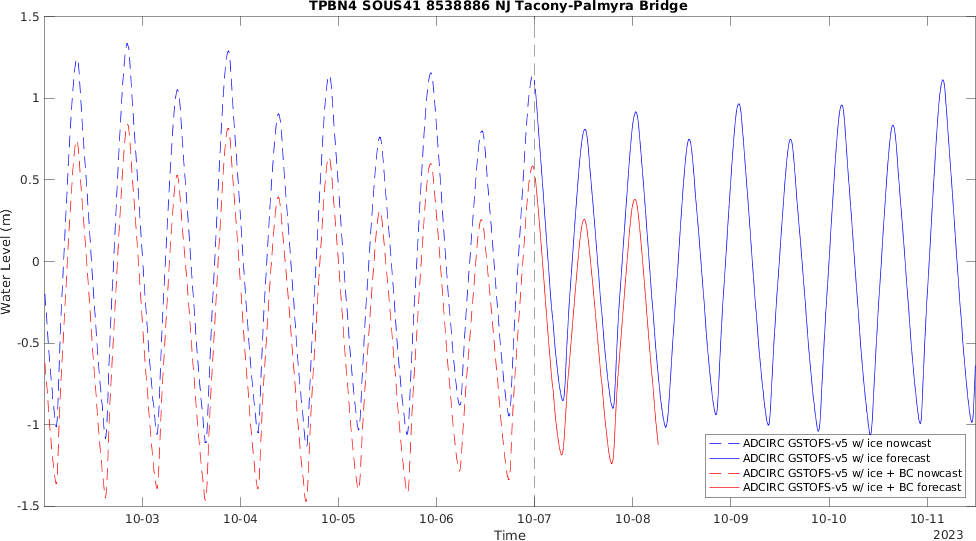 TPBN4 SOUS41 8538886 NJ Tacony-Palmyra Bridge
1.5
1
0.5
0
-0.5
-1
-1.5
Water Level (m)
10-03 10-04 10-05 10-06 10-07 10-08 10-09 10-10 10-11
2023
Time
ADCIRC GSTOFS-v5 w/ ice nowcast
ADCIRC GSTOFS-v5 w/ ice forecast
ADCIRC GSTOFS-v5 w/ ice + BC nowcast
ADCIRC GSTOFS-v5 w/ ice + BC forecast